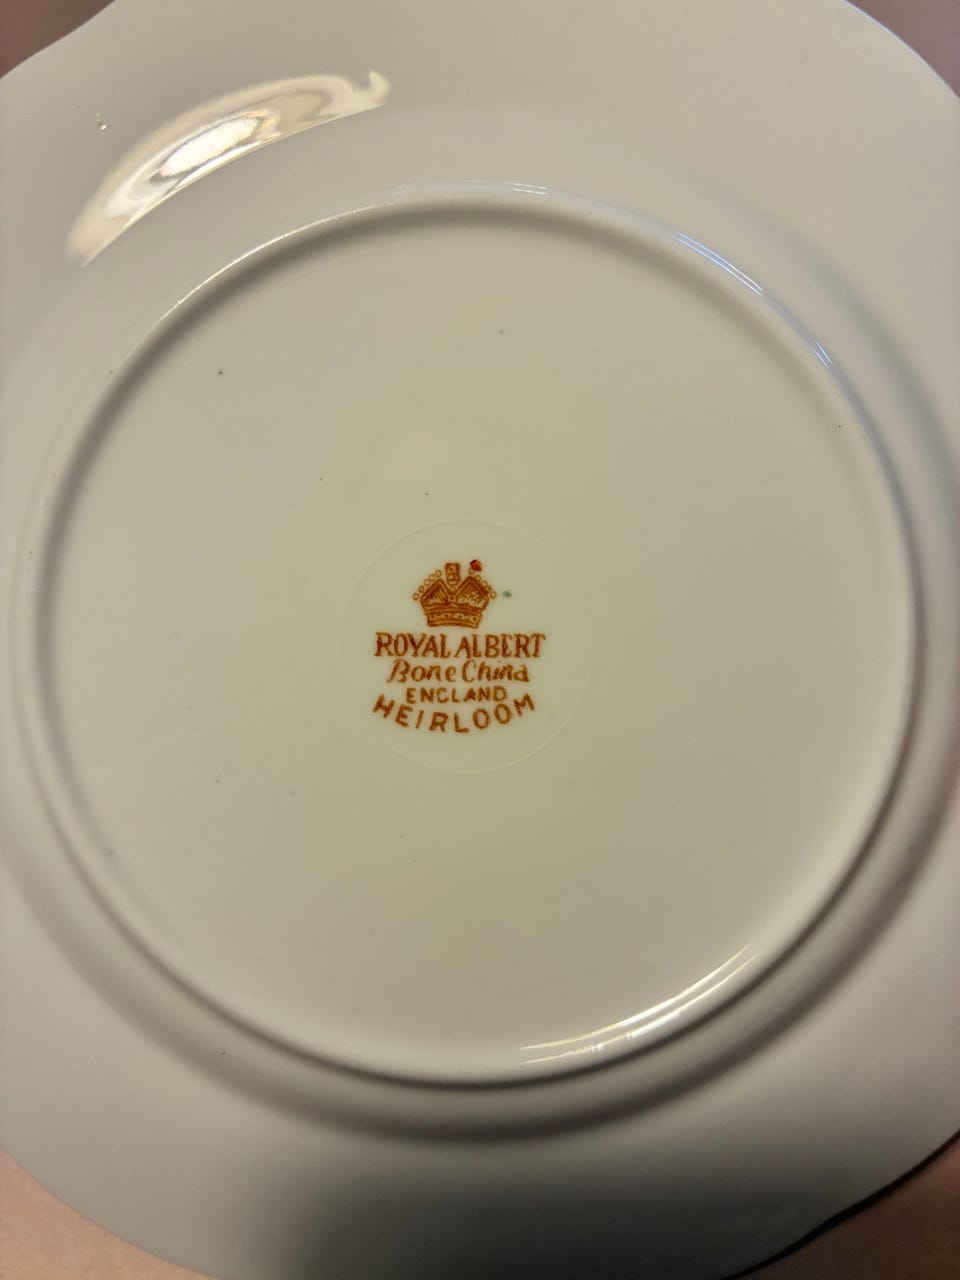 ROYAL ALBERT
Bone China
ENGLAND
HEIRLOOM